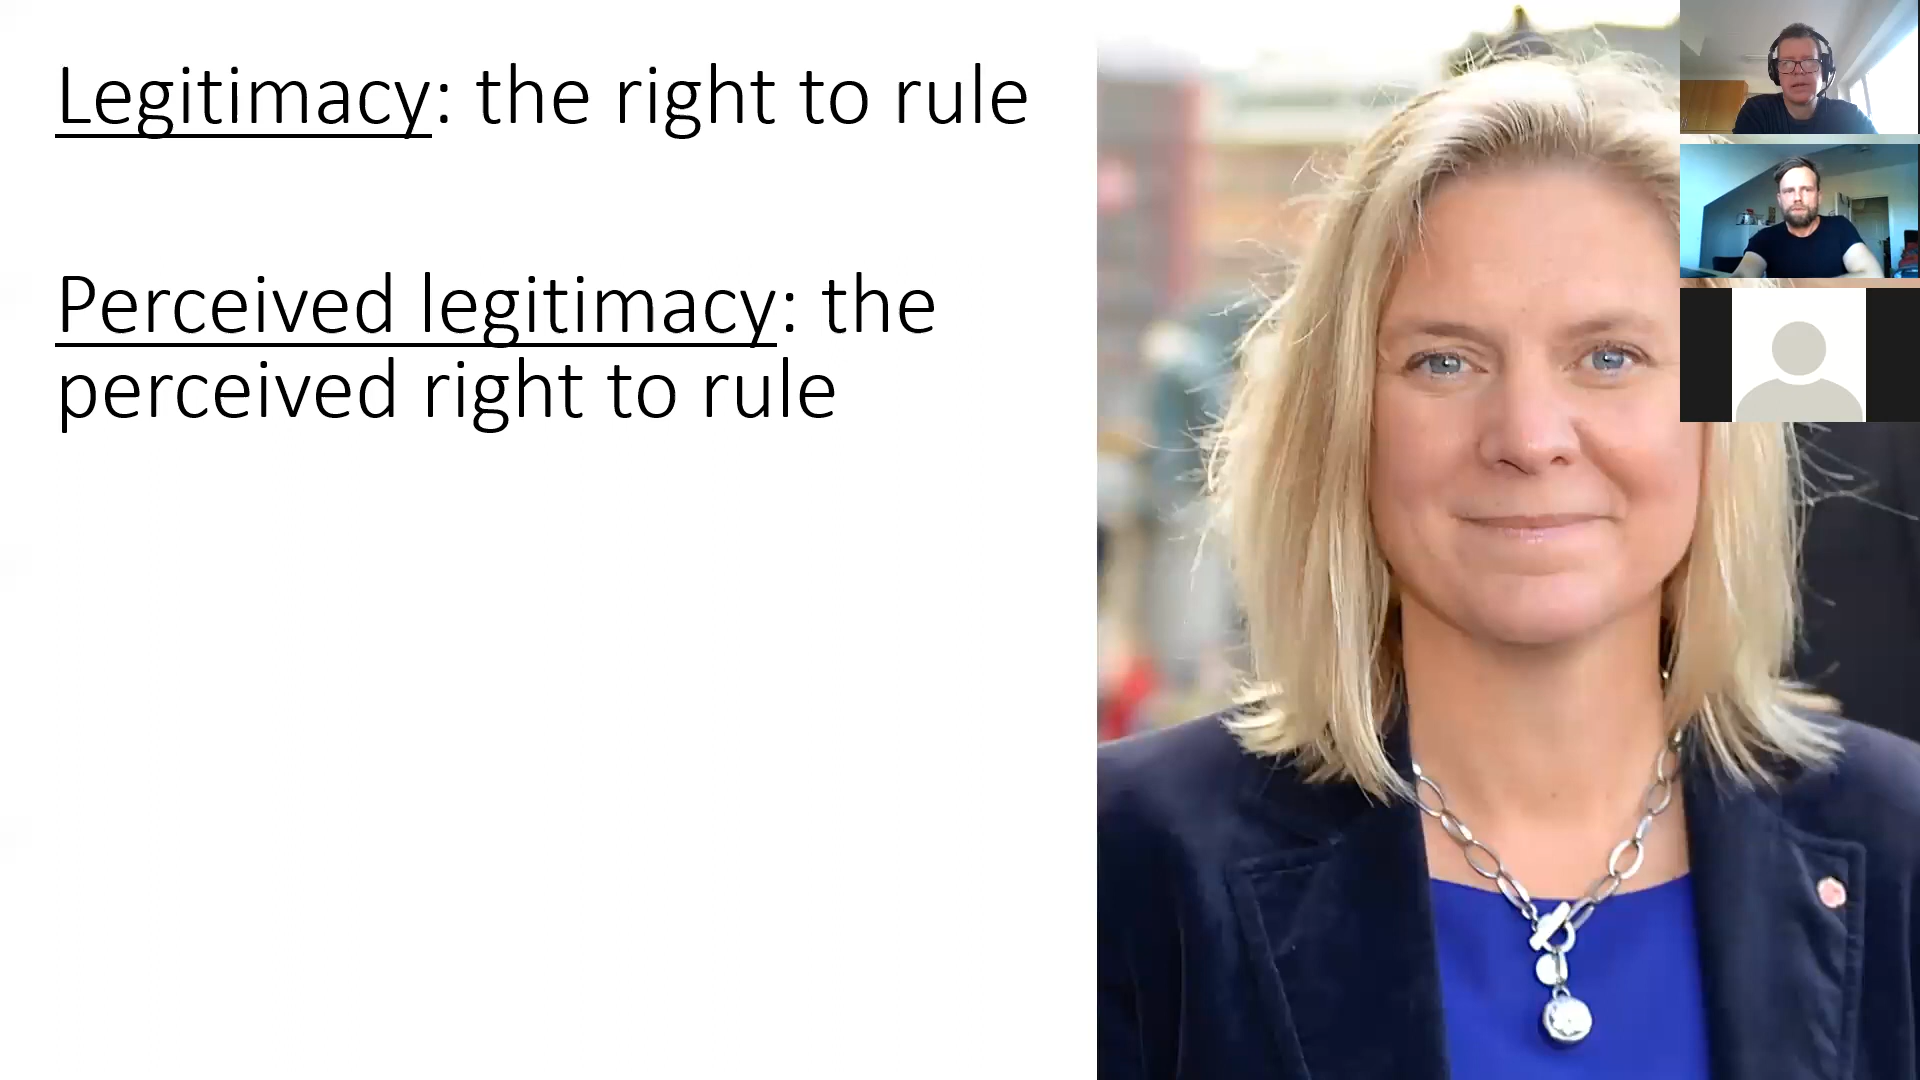 Legitimacy: the right to rule
Perceived legitimacy: the
perceived right to rule